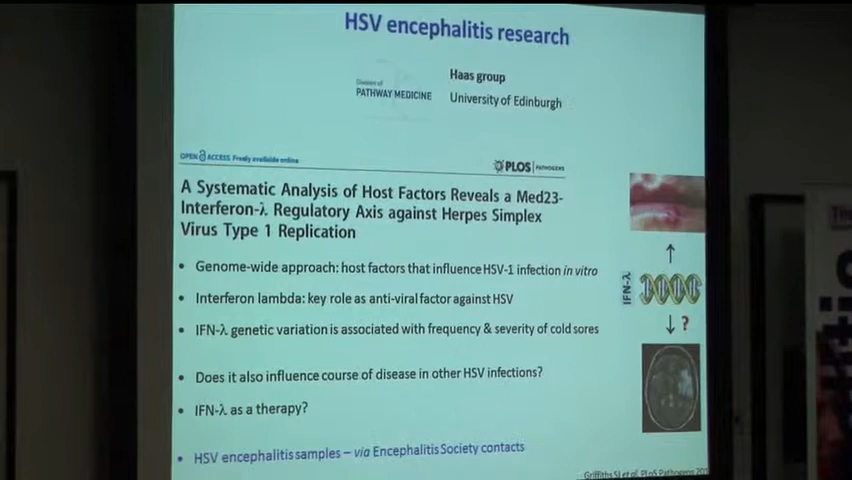 HSV encephalitis research
Haas group
Division of
PATHWAY MEDICINE
University of Edinburgh
OPEN ACCESS Freely available online
PLOS | PATHOGENS
A Systematic Analysis of Host Factors Reveals a Med23-
Interferon-λ Regulatory Axis against Herpes Simplex
Virus Type 1 Replication
• Genome-wide approach: host factors that influence HSV-1 infection in vitro
• Interferon lambda: key role as anti-viral factor against HSV
• IFN-λ genetic variation is associated with frequency & severity of cold sores
• Does it also influence course of disease in other HSV infections?
• IFN-λ as a therapy?
• HSV encephalitis samples – via Encephalitis Society contacts
IFN-λ
?
Griffiths SJ et al. PLoS Pathogens